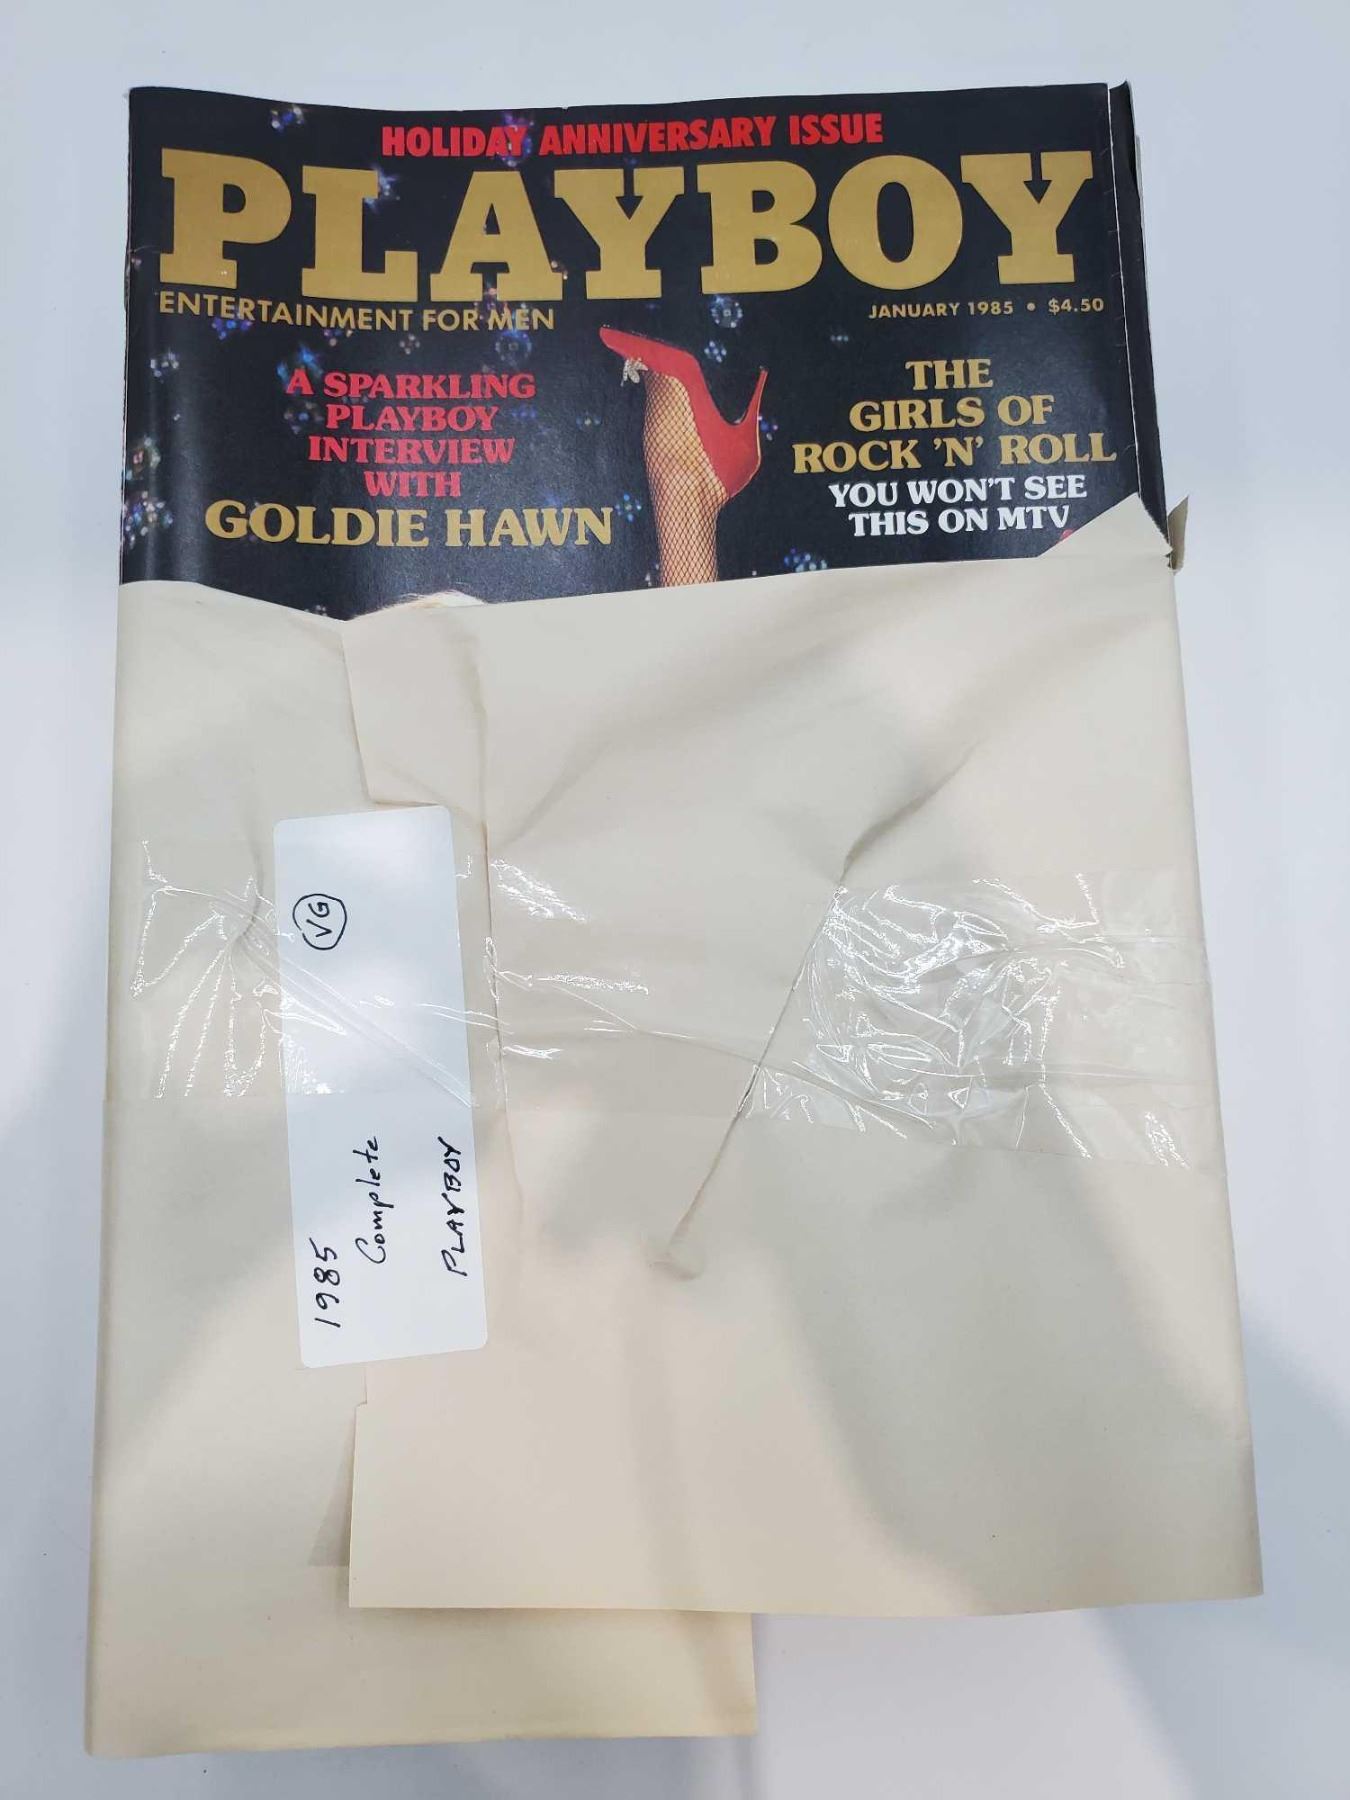 HOLIDAY ANNIVERSARY ISSUE
PLAYBOY
ENTERTAINMENT FOR MEN
JANUARY 1985 • $4.50
A SPARKLING
PLAYBOY
INTERVIEW
WITH
GOLDIE HAWN
THE
GIRLS OF
ROCK 'N' ROLL
YOU WON'T SEE
THIS ON MTV
1985 VG
Complete
PLAYBOY